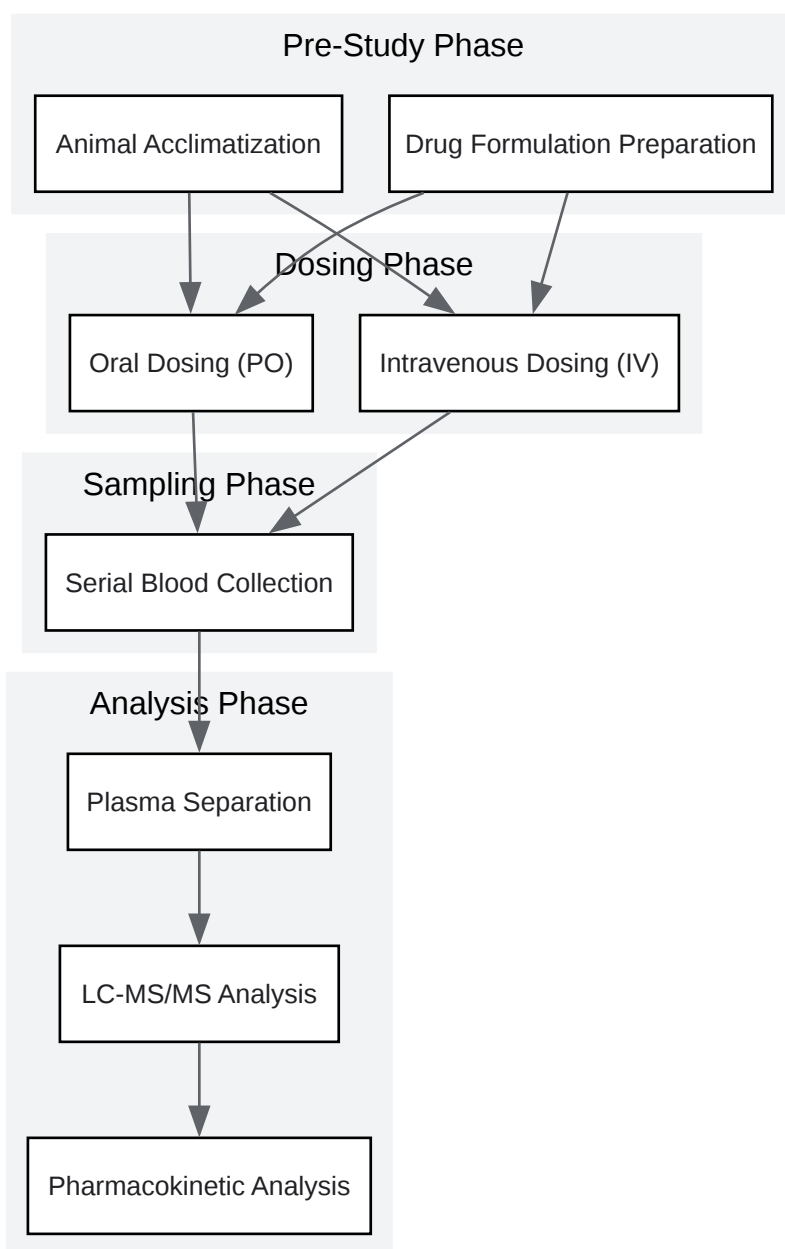 Pre-Study Phase
Animal Acclimatization
Drug Formulation Preparation
Dosing Phase
Oral Dosing (PO)
Intravenous Dosing (IV)
Sampling Phase
Serial Blood Collection
Analysis Phase
Plasma Separation
LC-MS/MS Analysis
Pharmacokinetic Analysis